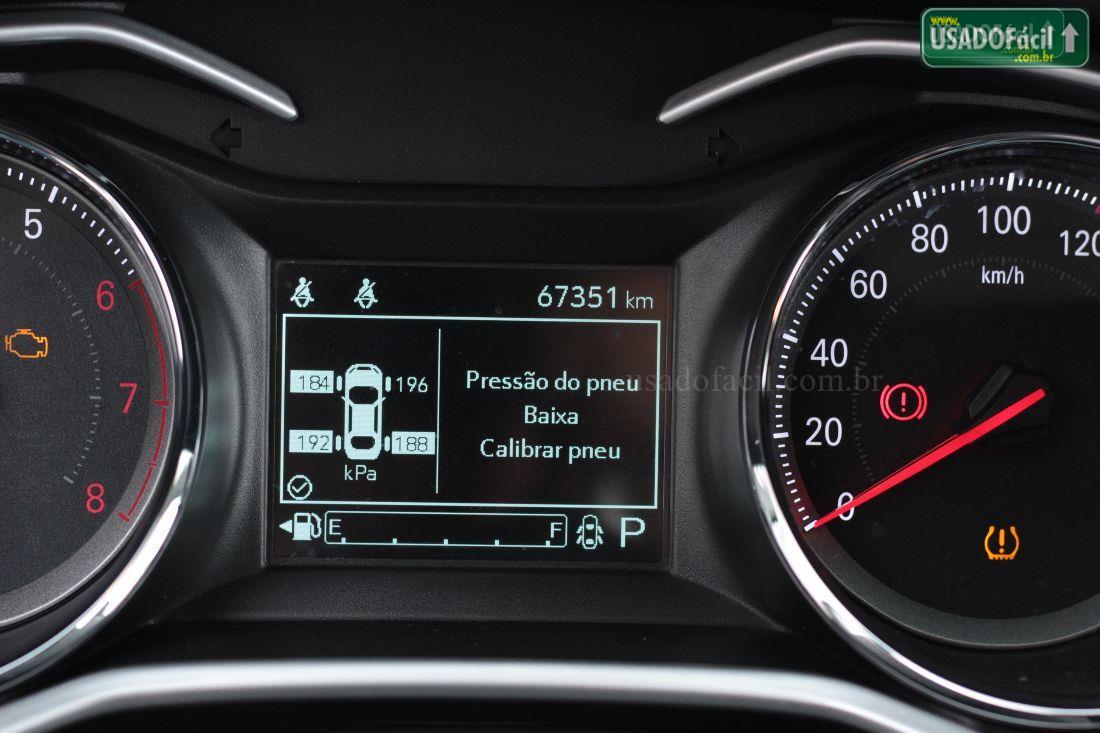 www.
USADOFácil
.com.br
5
6
7
8
67351 km
184 196
192 188
kPa
Pressão do pneu
Baixa
Calibrar pneu
E F P
usadofacil.com.br
0
20
40
60
80
100
120
km/h